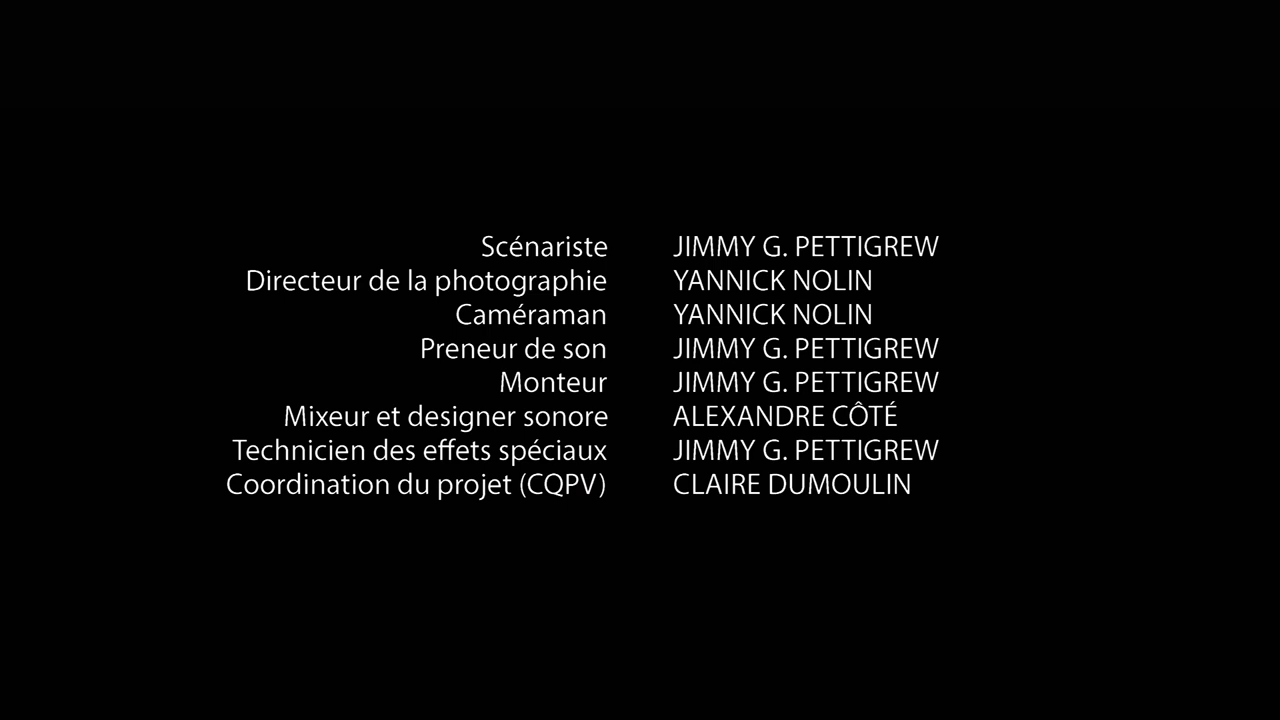 Scénariste JIMMY G. PETTIGREW
Directeur de la photographie YANNICK NOLIN
Caméraman YANNICK NOLIN
Preneur de son JIMMY G. PETTIGREW
Monteur JIMMY G. PETTIGREW
Mixeur et designer sonore ALEXANDRE CÔTÉ
Technicien des effets spéciaux JIMMY G. PETTIGREW
Coordination du projet (CQPV) CLAIRE DUMOULIN